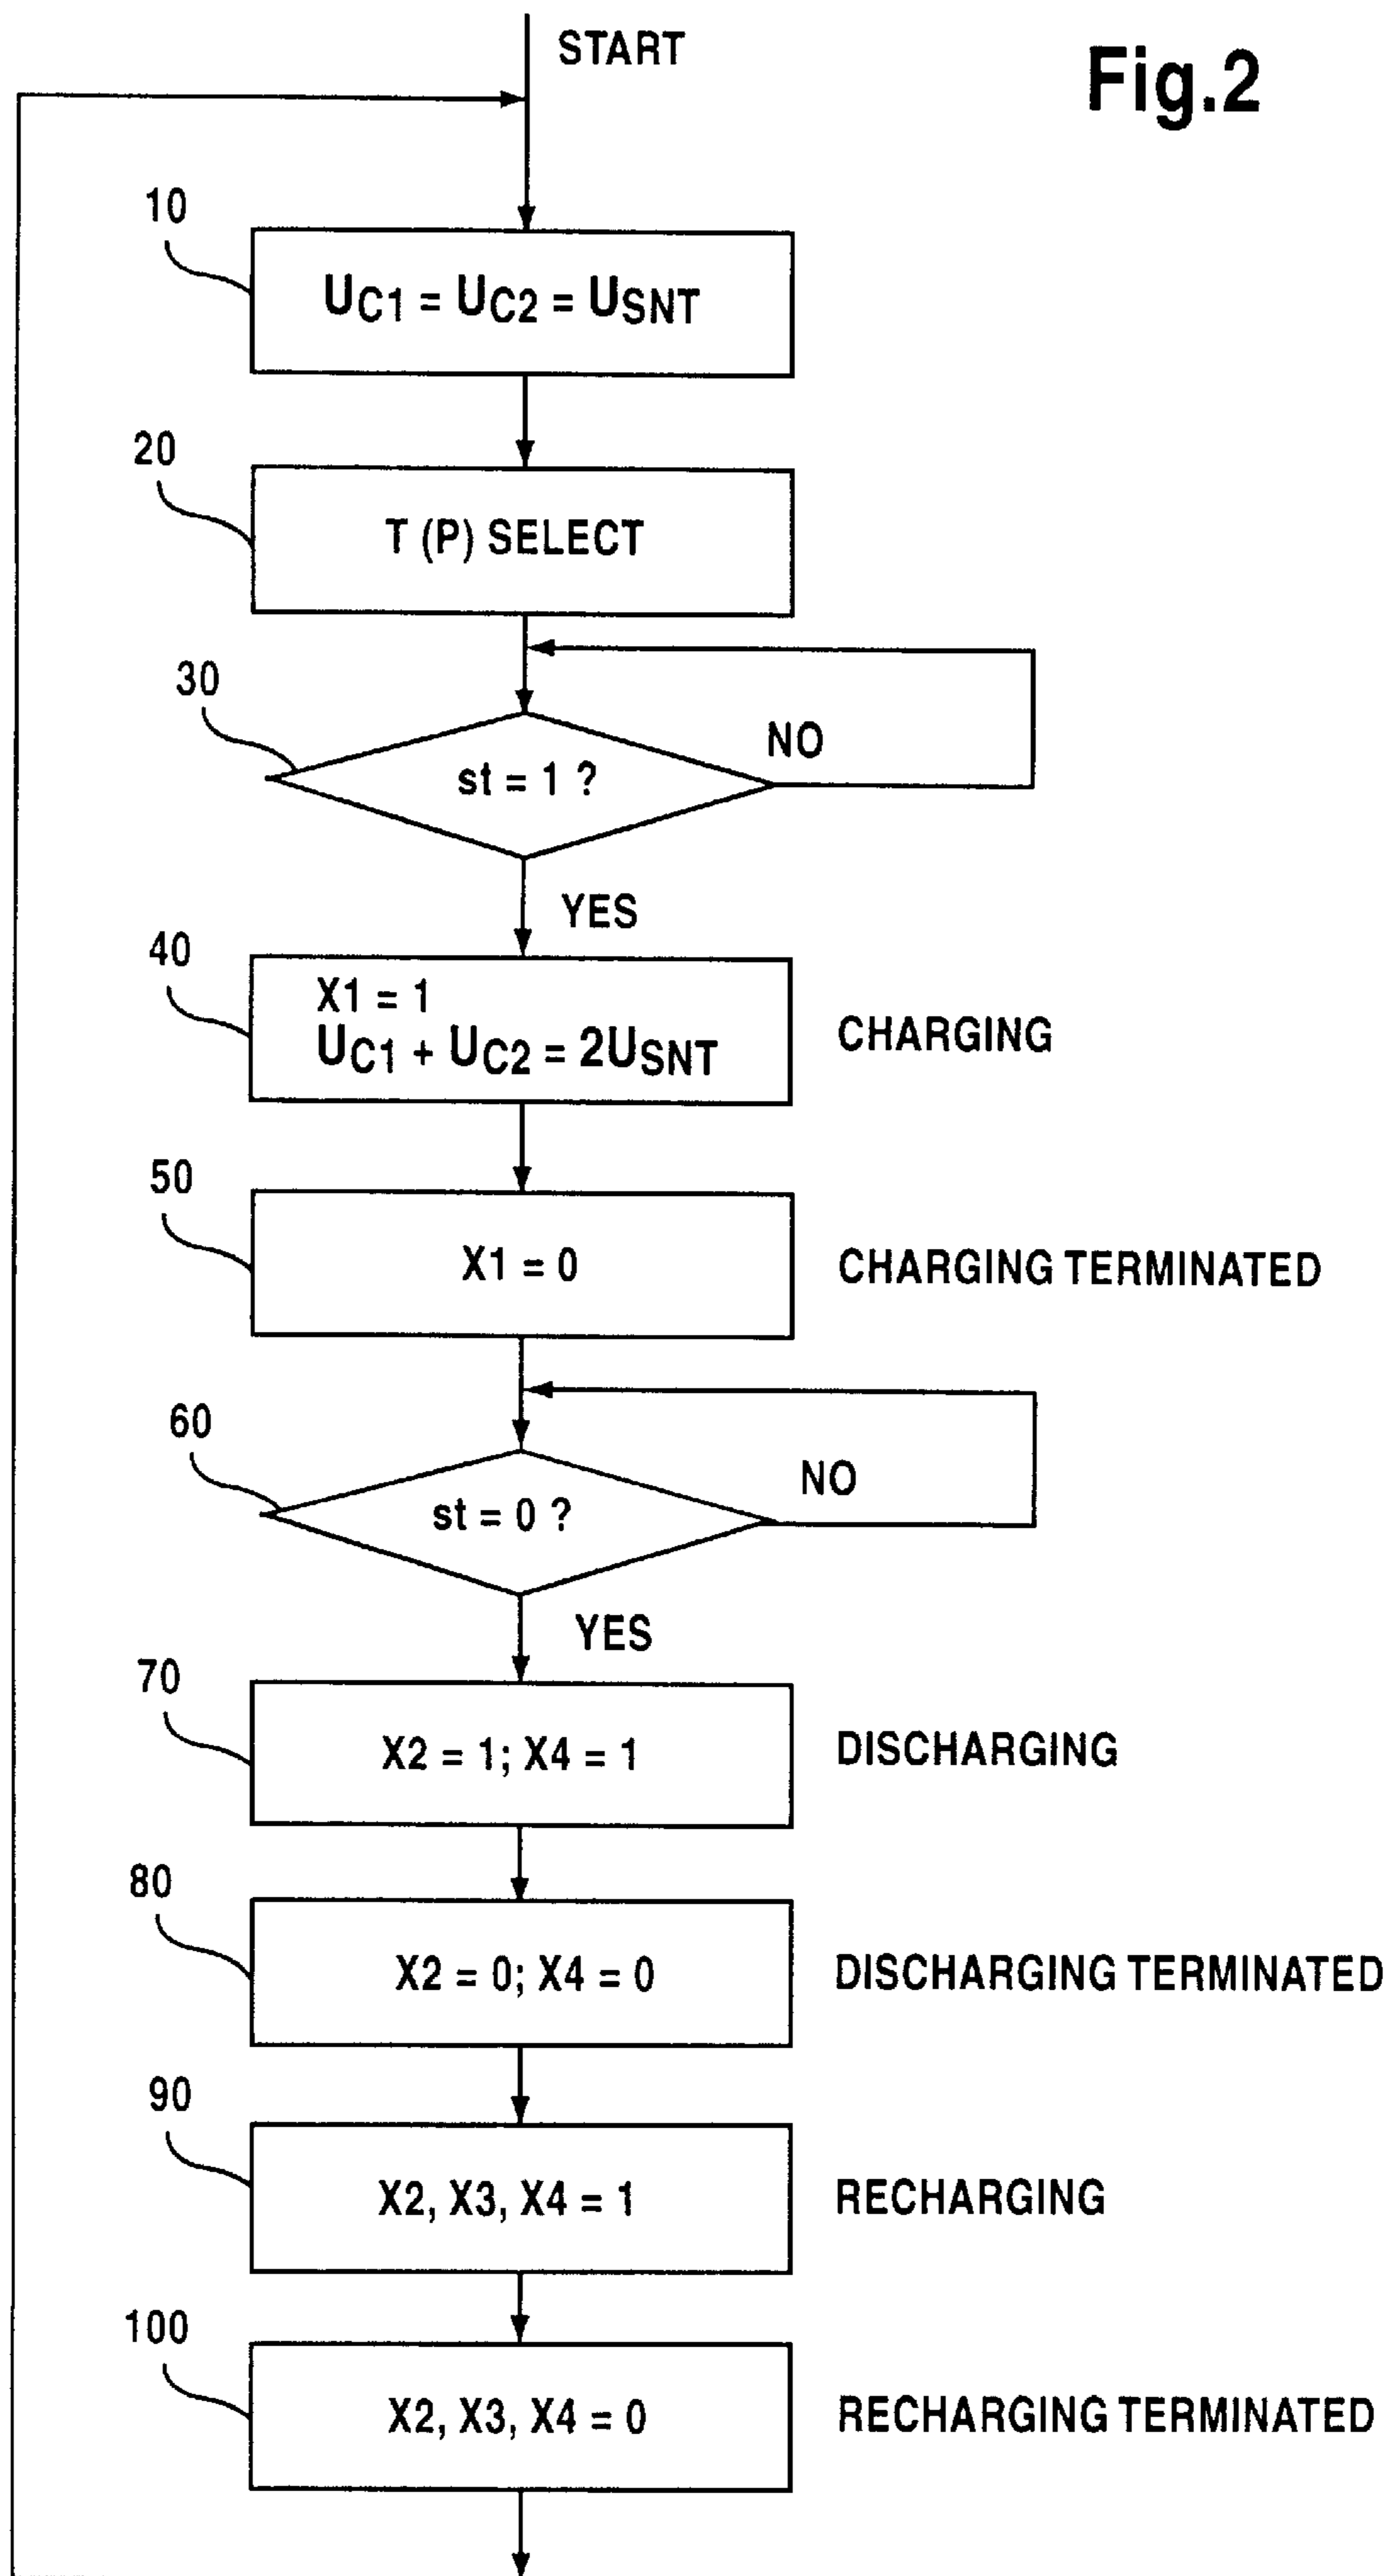 START
Fig.2
10
UC1 = UC2 = USNT
20
T (P) SELECT
30
st = 1 ?
NO
YES
40
X1 = 1
UC1 + UC2 = 2USNT
CHARGING
50
X1 = 0
CHARGING TERMINATED
60
st = 0 ?
NO
YES
70
X2 = 1; X4 = 1
DISCHARGING
80
X2 = 0; X4 = 0
DISCHARGING TERMINATED
90
X2, X3, X4 = 1
RECHARGING
100
X2, X3, X4 = 0
RECHARGING TERMINATED